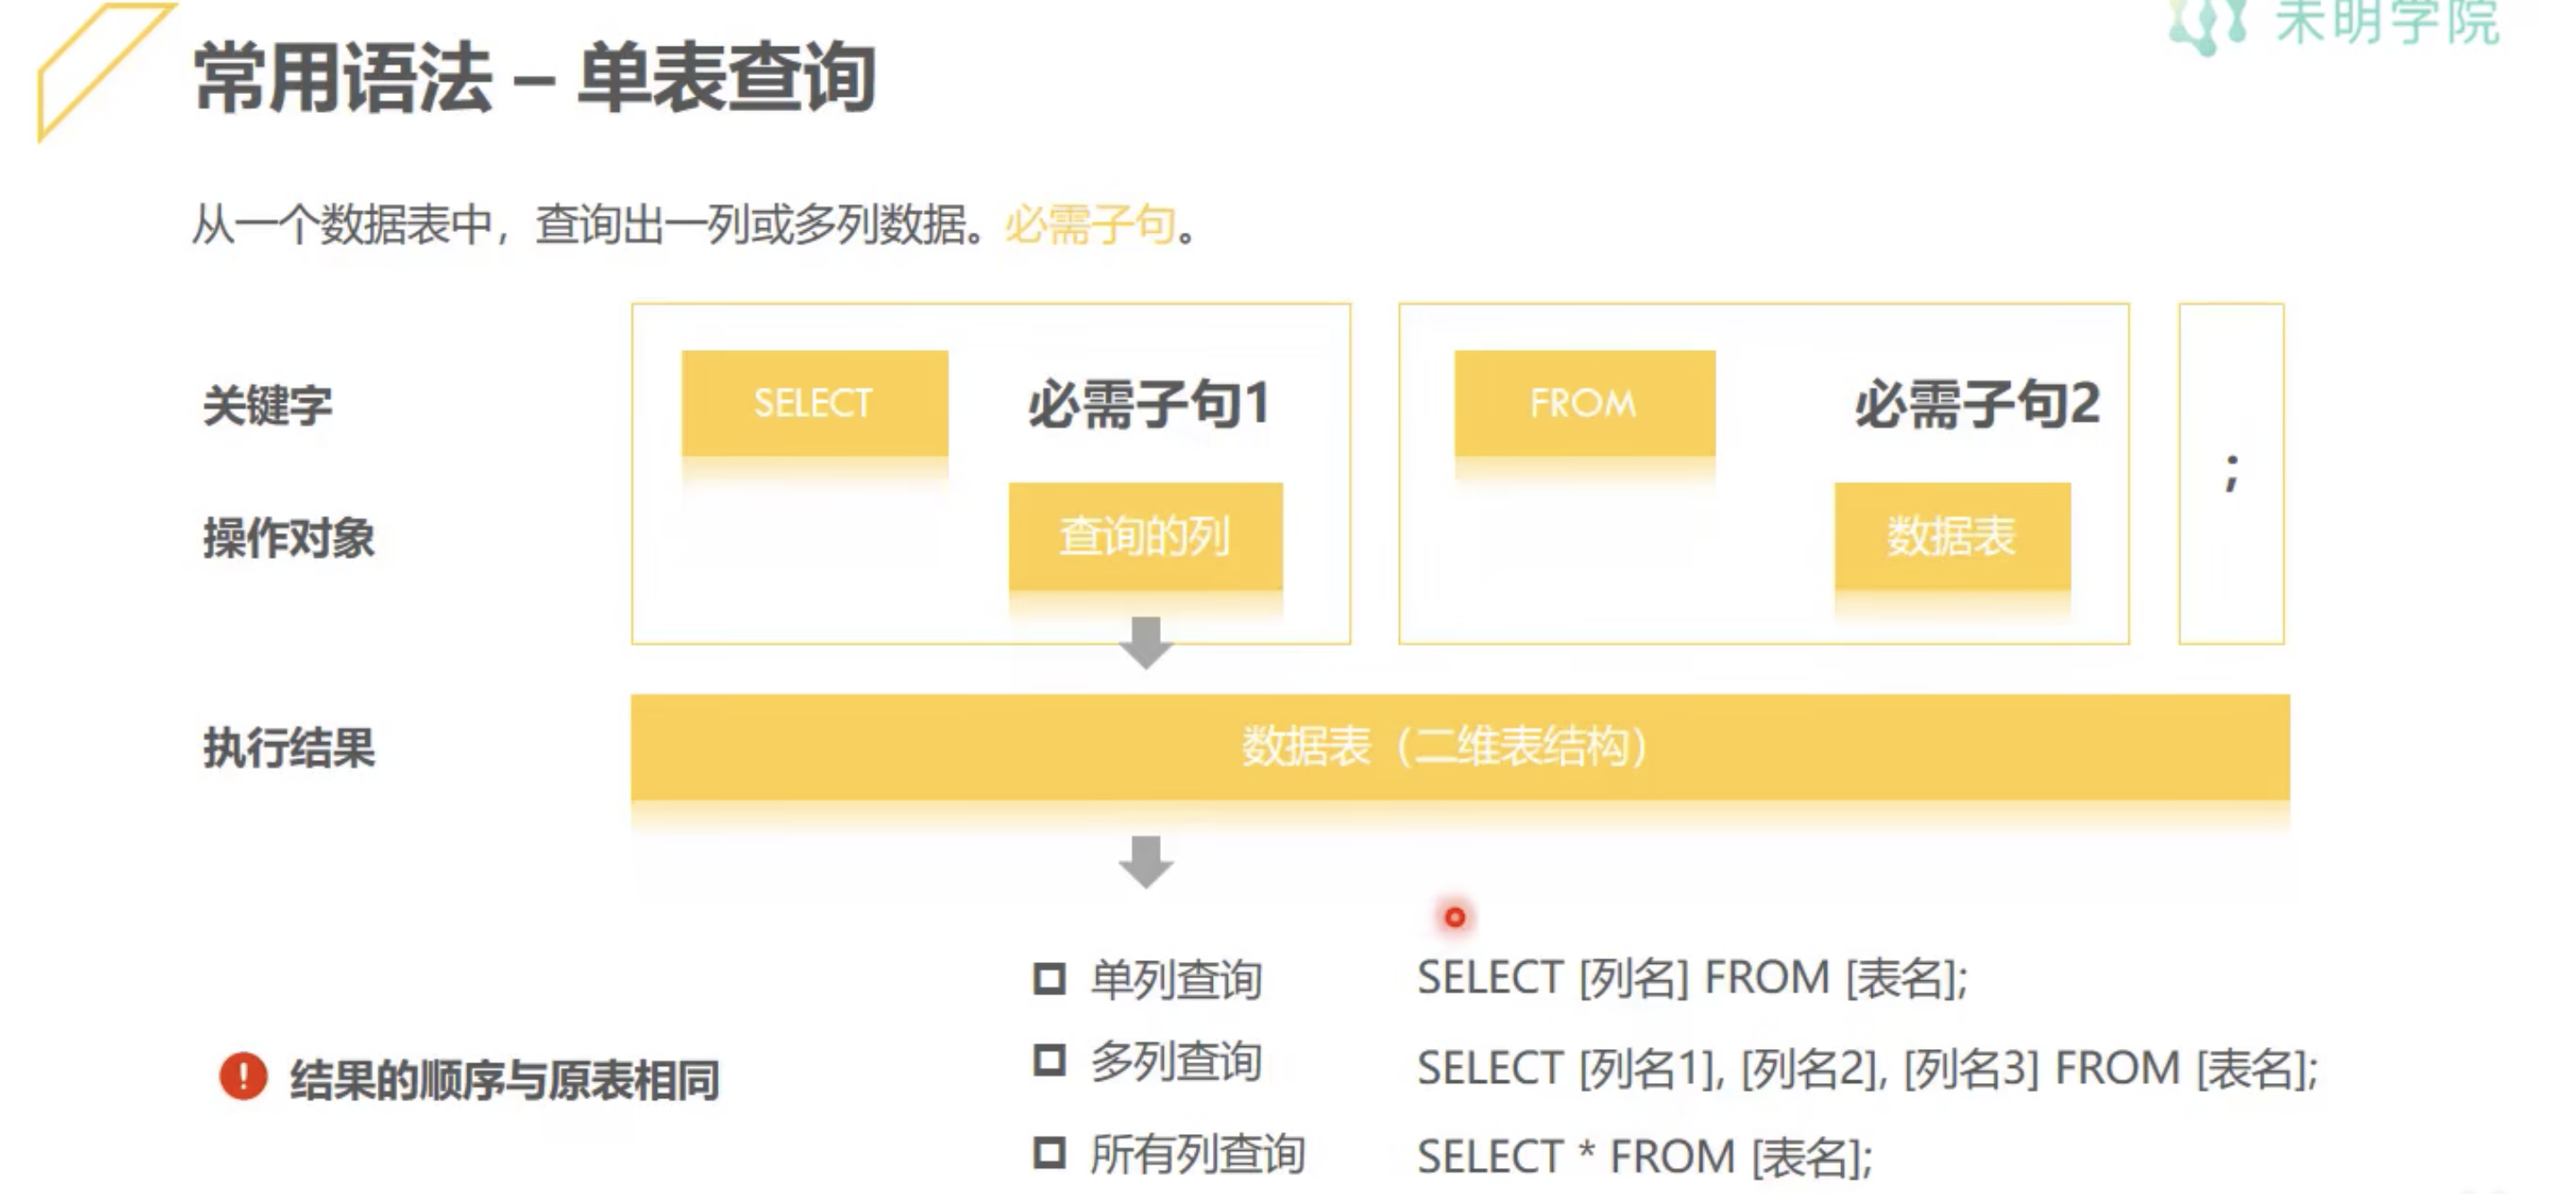 未明学院
常用语法 – 单表查询
从一个数据表中，查询出一列或多列数据。必需子句。
关键字
SELECT
必需子句1
FROM
必需子句2
;
操作对象
查询的列
数据表
执行结果
数据表（二维表结构）
单列查询 SELECT [列名] FROM [表名];
结果的顺序与原表相同
多列查询 SELECT [列名1], [列名2], [列名3] FROM [表名];
所有列查询 SELECT * FROM [表名];